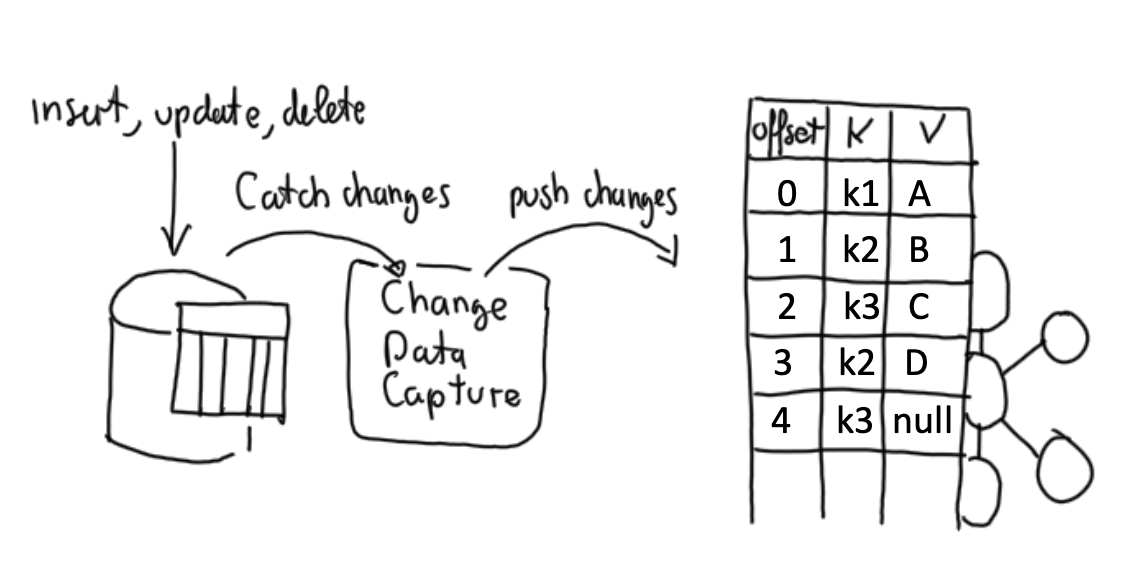 insert, update, delete
Catch changes
push changes
Change
Data
Capture
offset K V
0 k1 A
1 k2 B
2 k3 C
3 k2 D
4 k3 null